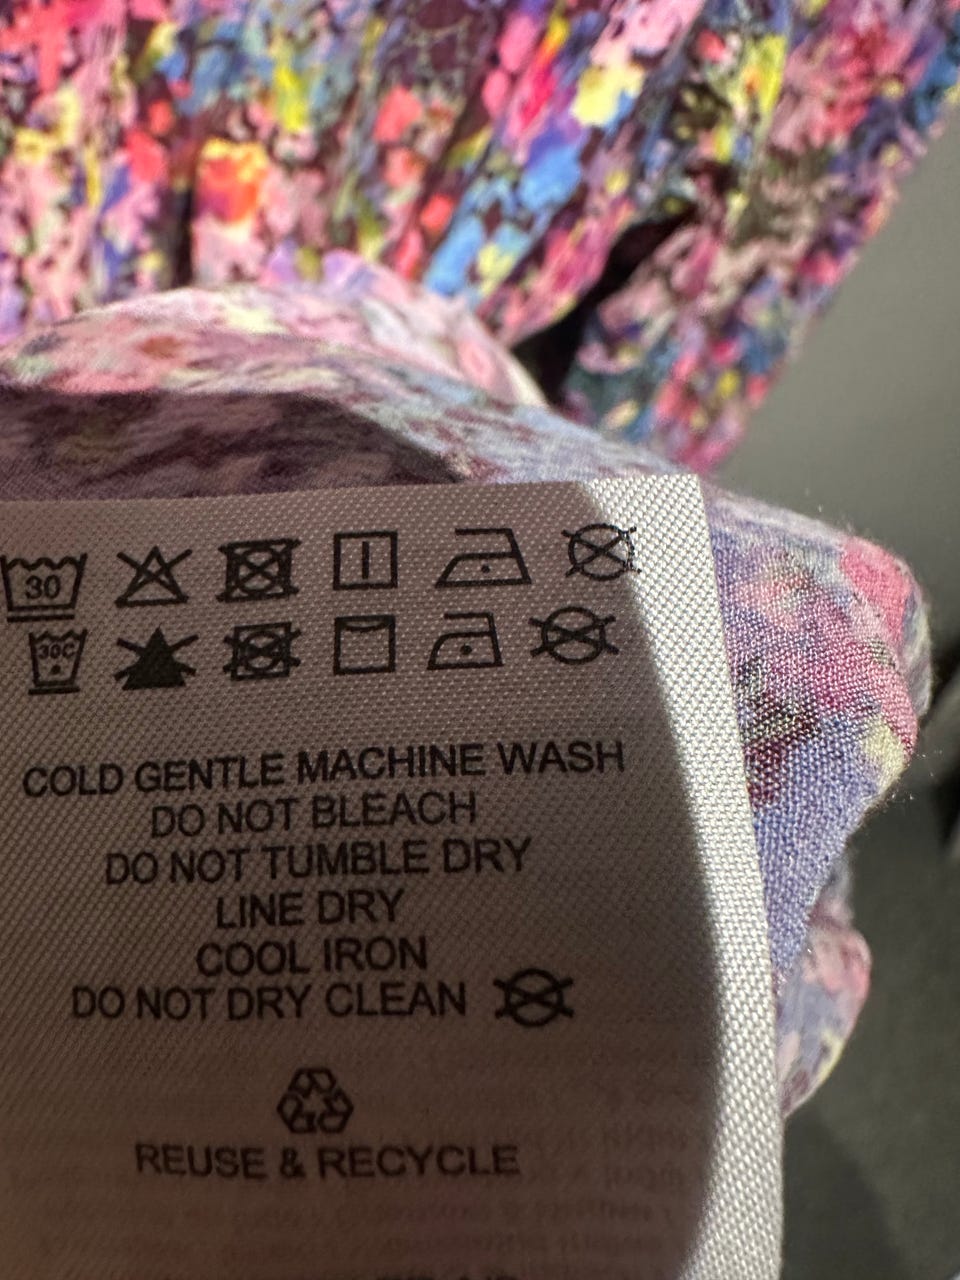 30
30C
COLD GENTLE MACHINE WASH
DO NOT BLEACH
DO NOT TUMBLE DRY
LINE DRY
COOL IRON
DO NOT DRY CLEAN
REUSE & RECYCLE